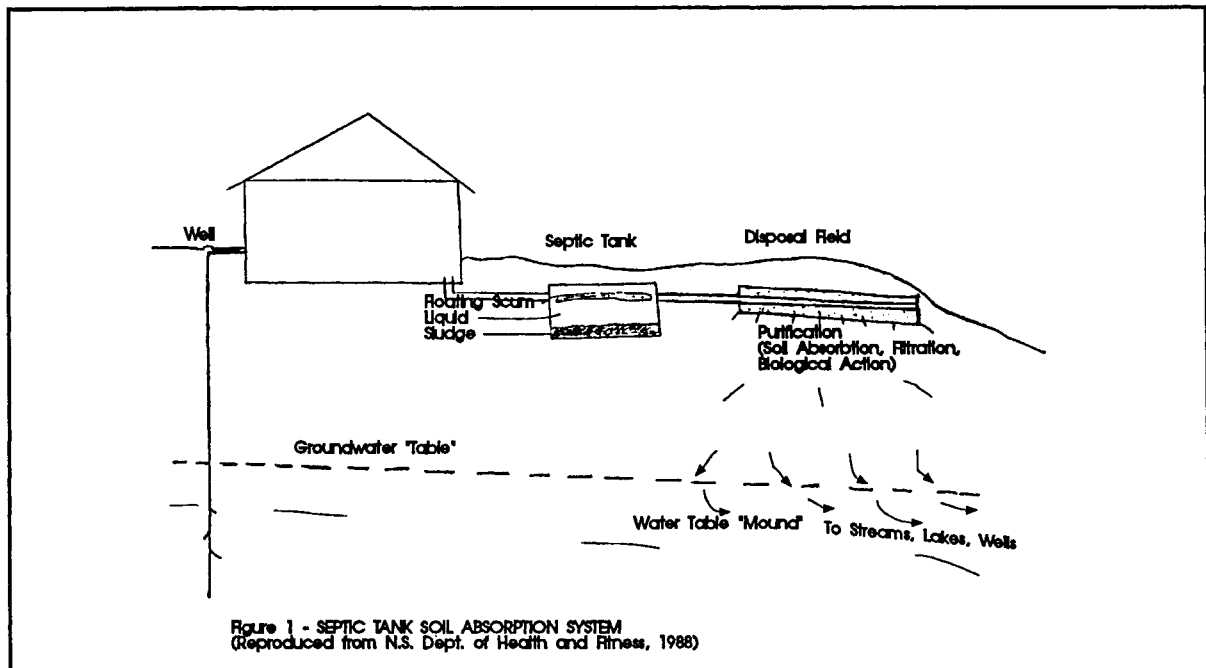 Well
Septic Tank
Disposal Field
Floating Scum
Liquid
Sludge
Purification
(Soil Absorbtion, Filtration,
Biological Action)
Groundwater "Table"
Water Table "Mound"
To Streams, Lakes, Wells
Figure 1 - SEPTIC TANK SOIL ABSORPTION SYSTEM
(Reproduced from N.S. Dept. of Health and Fitness, 1988)